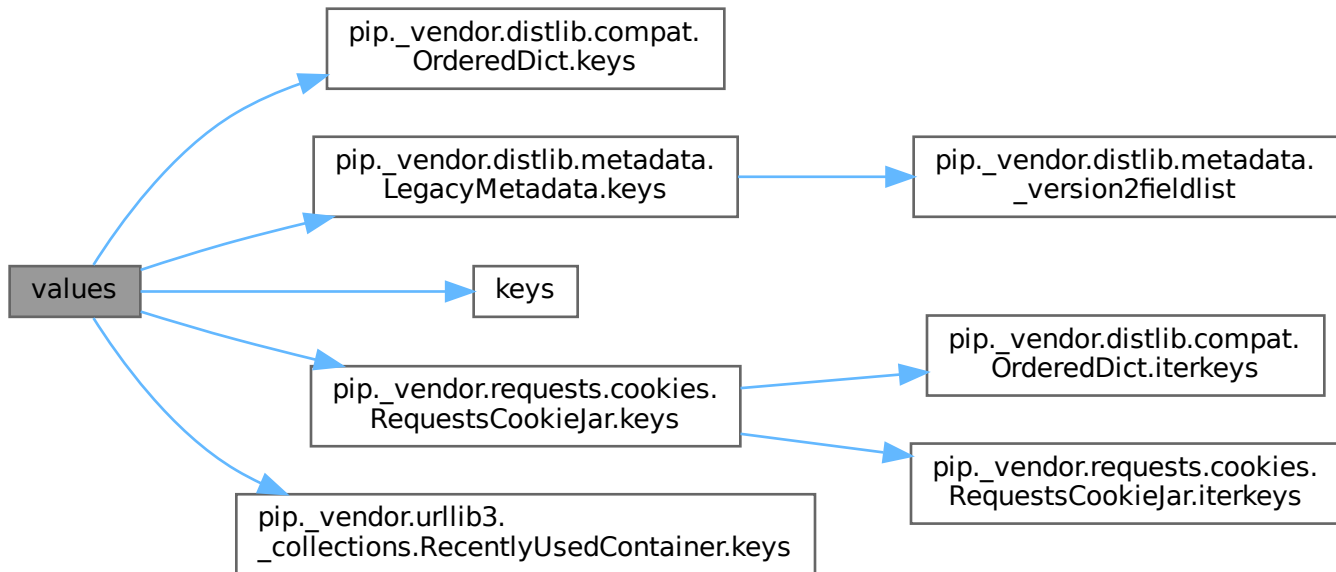 pip._vendor.distlib.compat.
OrderedDict.keys
pip._vendor.distlib.metadata.
LegacyMetadata.keys
pip._vendor.distlib.metadata.
_version2fieldlist
values
keys
pip._vendor.distlib.compat.
OrderedDict.iterkeys
pip._vendor.requests.cookies.
RequestsCookieJar.keys
pip._vendor.requests.cookies.
RequestsCookieJar.iterkeys
pip._vendor.urllib3.
_collections.RecentlyUsedContainer.keys